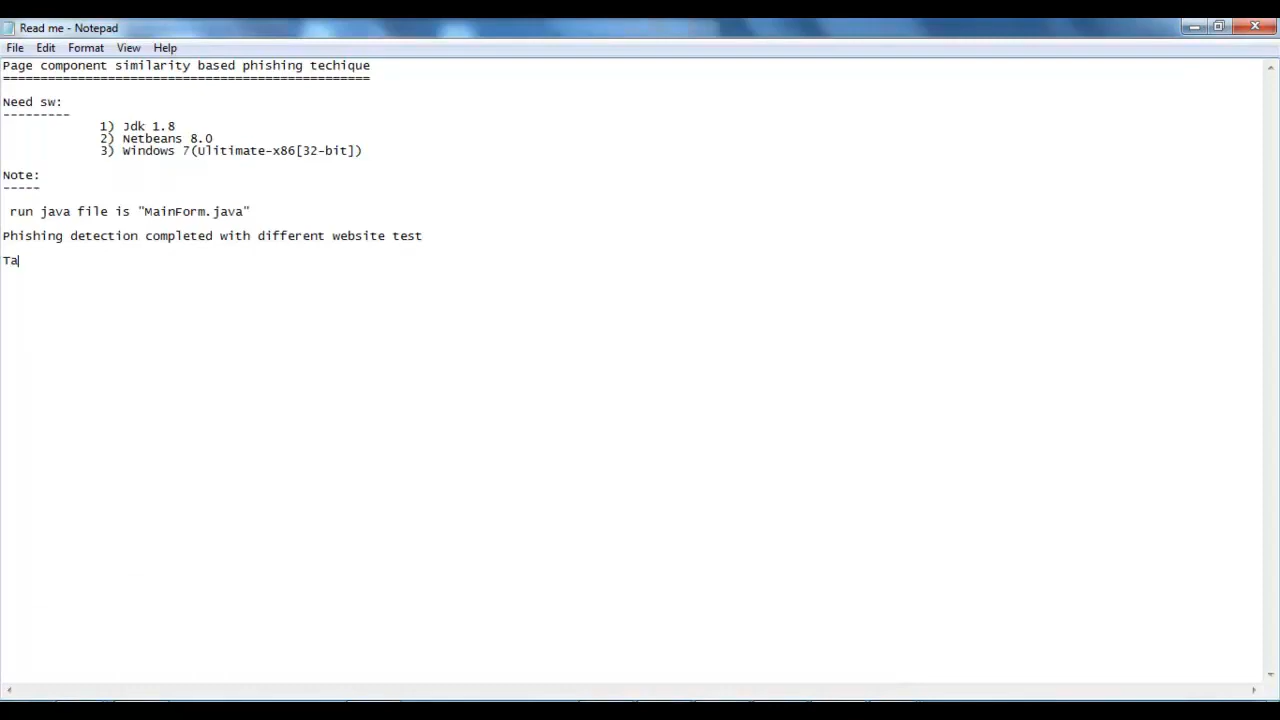 Read me - Notepad
File Edit Format View Help
Page component similarity based phishing techique
=================================================
Need sw:
---------
1) Jdk 1.8
2) Netbeans 8.0
3) Windows 7(Ulitimate-x86[32-bit])
Note:
-----
run java file is "MainForm.java"
Phishing detection completed with different website test
Ta